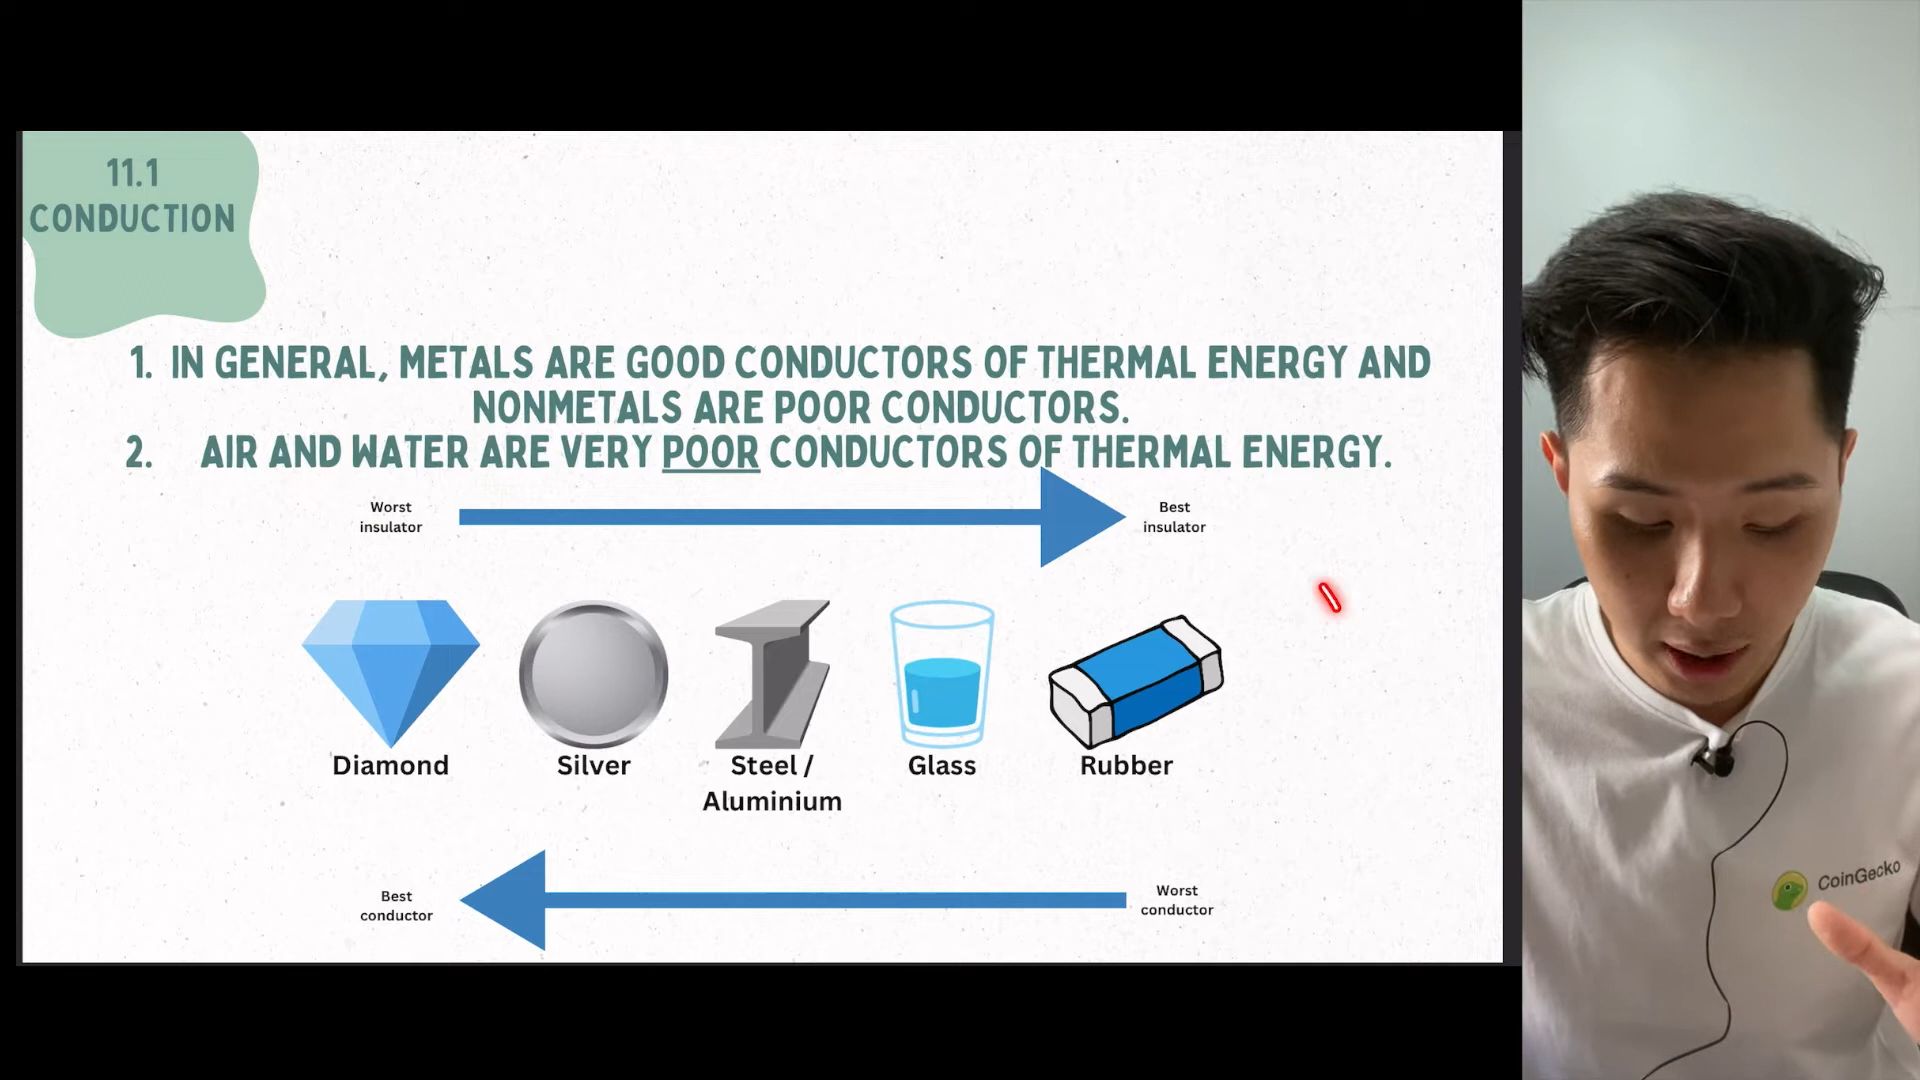 11.1
CONDUCTION
1. IN GENERAL, METALS ARE GOOD CONDUCTORS OF THERMAL ENERGY AND
NONMETALS ARE POOR CONDUCTORS.
2. AIR AND WATER ARE VERY POOR CONDUCTORS OF THERMAL ENERGY.
Worst
insulator
Best
insulator
Diamond
Silver
Steel /
Aluminium
Glass
Rubber
Best
conductor
Worst
conductor
CoinGecko